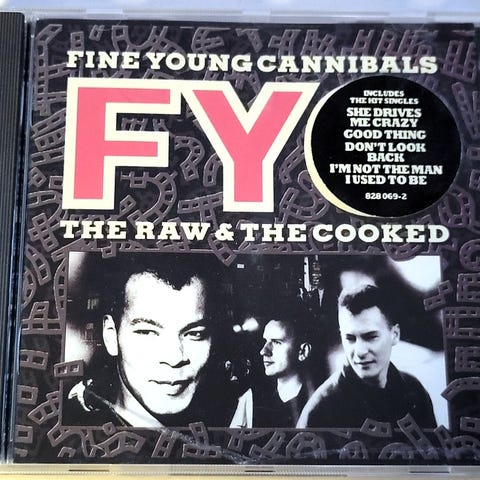 FINE YOUNG CANNIBALS
FY
INCLUDES
THE HIT SINGLES
SHE DRIVES
ME CRAZY
GOOD THING
DON'T LOOK
BACK
I'M NOT THE MAN
I USED TO BE
828 069-2
THE RAW & THE COOKED